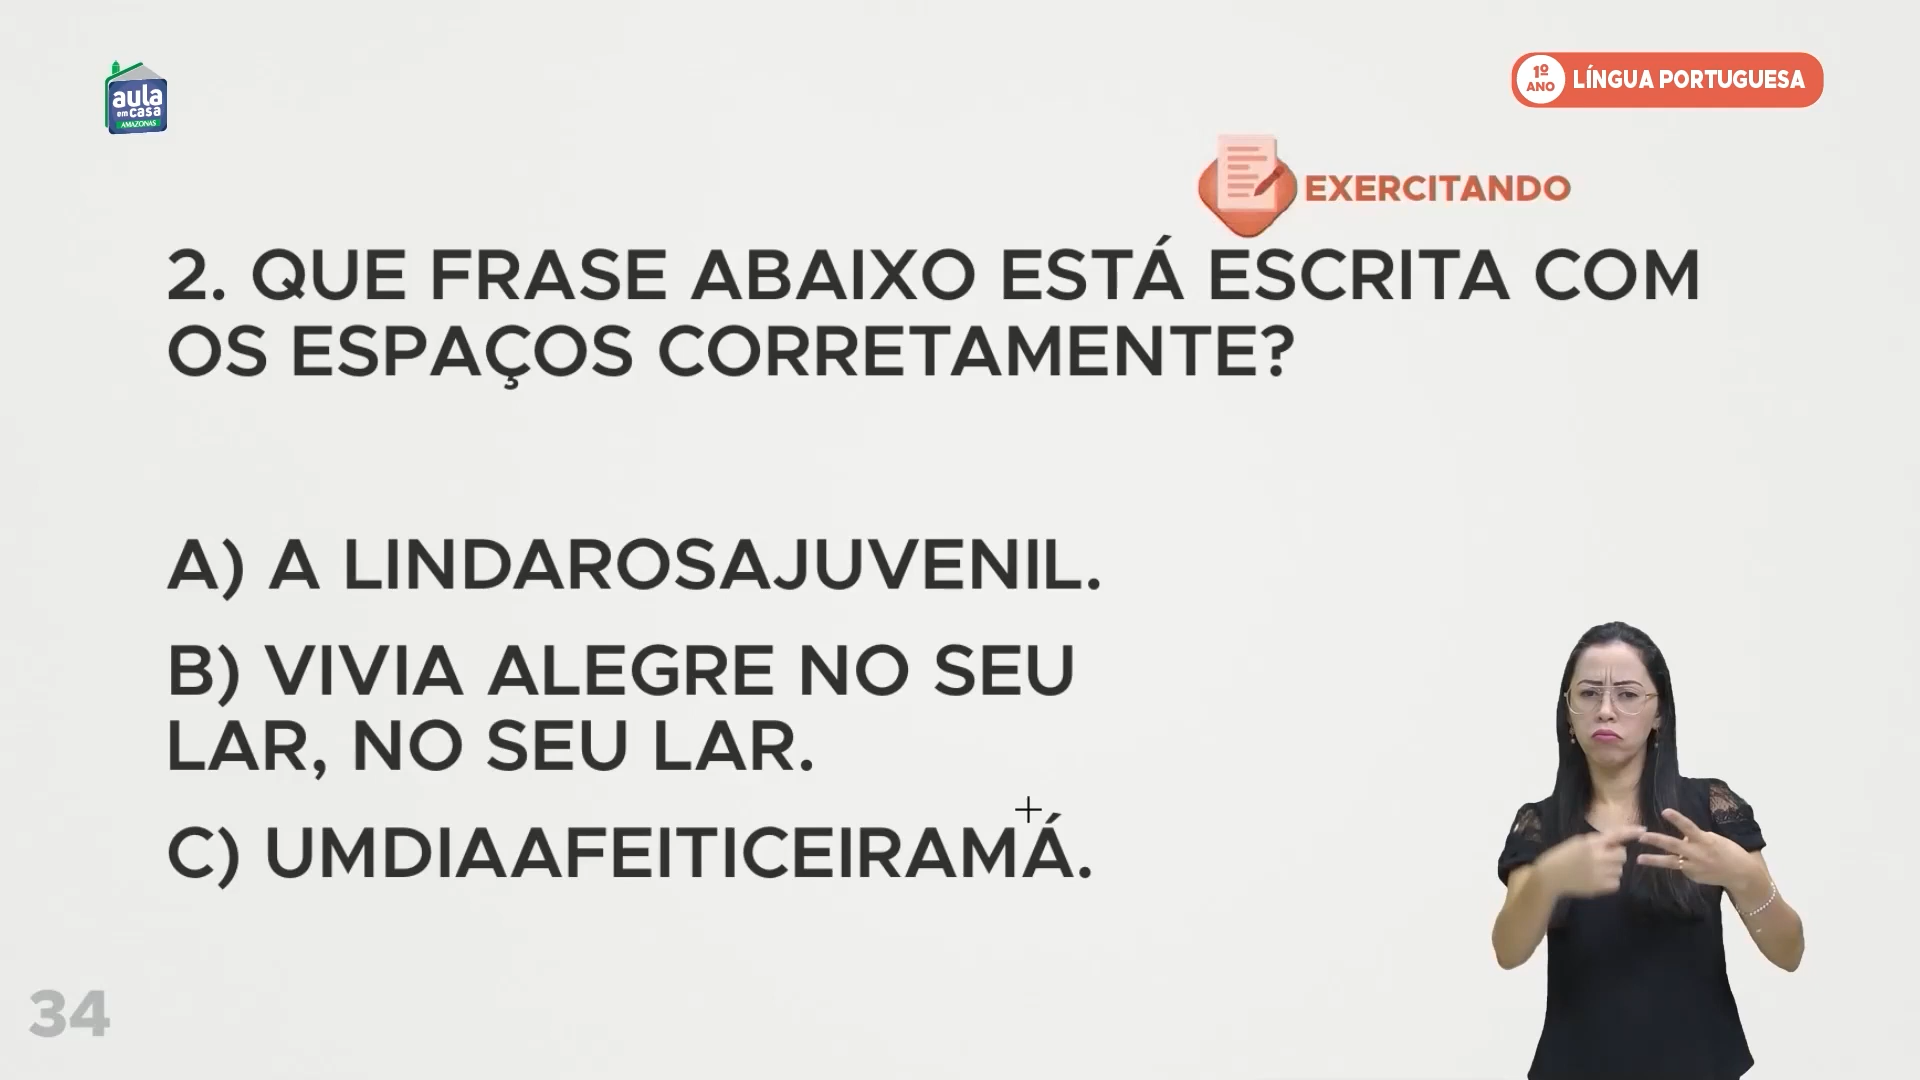 aula
em casa
AMAZONAS
1º
ANO
LÍNGUA PORTUGUESA
EXERCITANDO
2. QUE FRASE ABAIXO ESTÁ ESCRITA COM
OS ESPAÇOS CORRETAMENTE?
A) A LINDAROSAJUVENIL.
B) VIVIA ALEGRE NO SEU
LAR, NO SEU LAR.
C) UMDIAAFEITICEIRAMÁ.
34